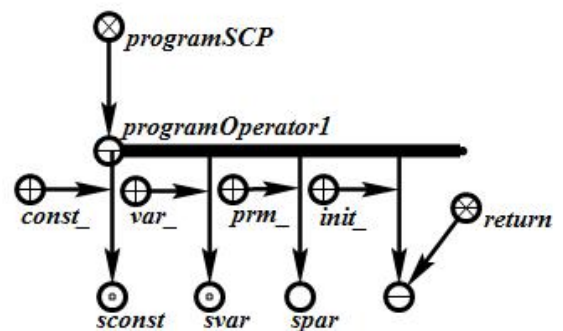 programSCP
programOperator1
const_ var_ prm_ init_
return
sconst svar spar